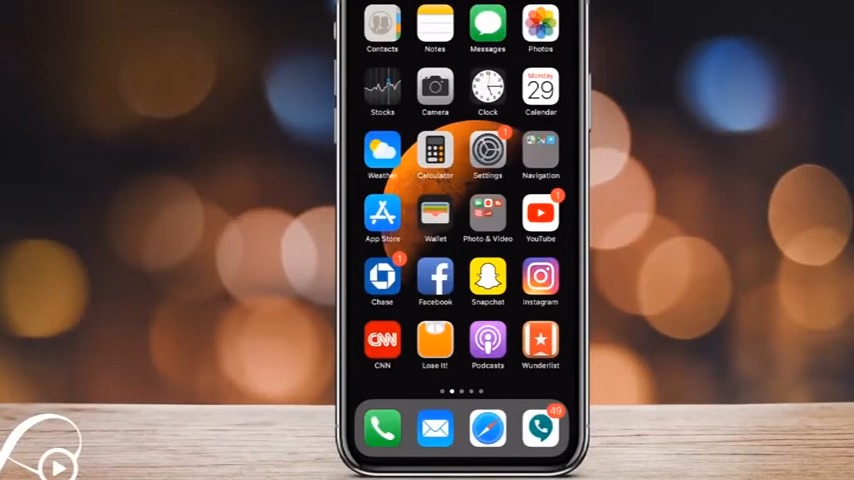 Contacts Notes Messages Photos
Monday
29
Stocks Camera Clock Calendar
1
Weather Calculator Settings Navigation
1
App Store Wallet Photo & Video YouTube
1
Chase Facebook Snapchat Instagram
CNN
CNN Lose It! Podcasts Wunderlist
49